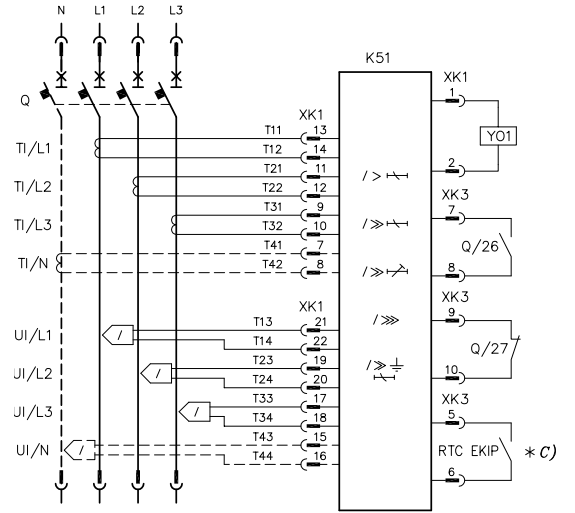 N L1 L2 L3
K51
XK1
1
Q
XK1
T11 13
Y01
TI/L1
T12 14
T21 11
2
TI/L2
T22 12
/>
XK3
T31 9
7
TI/L3
T32 10
/≫
Q/26
T41 7
TI/N
T42 8
/≫
8
XK1
XK3
T13 21
/⋙
9
UI/L1
T14 22
Q/27
T23 19
/≫
UI/L2
/
T24 20
10
T33 17
XK3
UI/L3
/
T34 18
5
T43 15
UI/N
/
RTC EKIP
* C)
T44 16
6
/